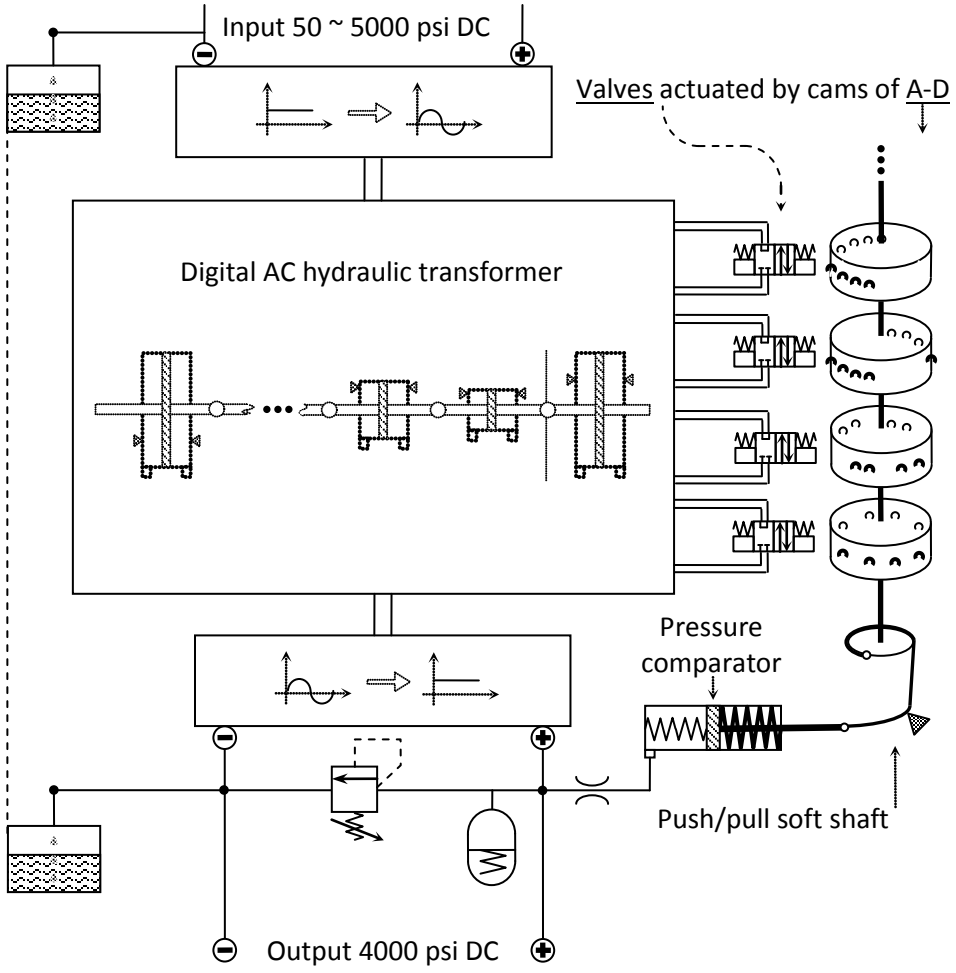 Input 50 ~ 5000 psi DC
Valves actuated by cams of A-D
Digital AC hydraulic transformer
Pressure
comparator
Push/pull soft shaft
Output 4000 psi DC